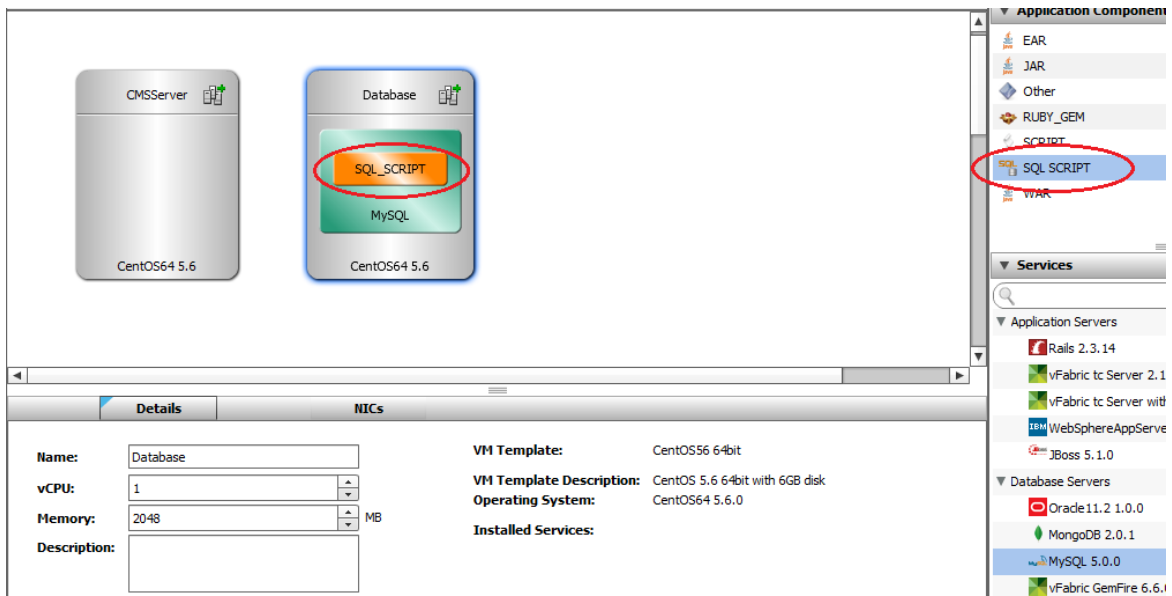 CMSServer
CentOS64 5.6
Database
SQL_SCRIPT
MySQL
CentOS64 5.6
Details
NICs
Name: Database
vCPU: 1
Memory: 2048 MB
Description:
VM Template: CentOS56 64bit
VM Template Description: CentOS 5.6 64bit with 6GB disk
Operating System: CentOS64 5.6.0
Installed Services:
Application Component
EAR
JAR
Other
RUBY_GEM
SCRIPT
SQL SCRIPT
WAR
Services
Application Servers
Rails 2.3.14
vFabric tc Server 2.1
vFabric tc Server with
IBM WebSphereAppServe
JBoss 5.1.0
Database Servers
Oracle11.2 1.0.0
MongoDB 2.0.1
MySQL 5.0.0
vFabric GemFire 6.6.